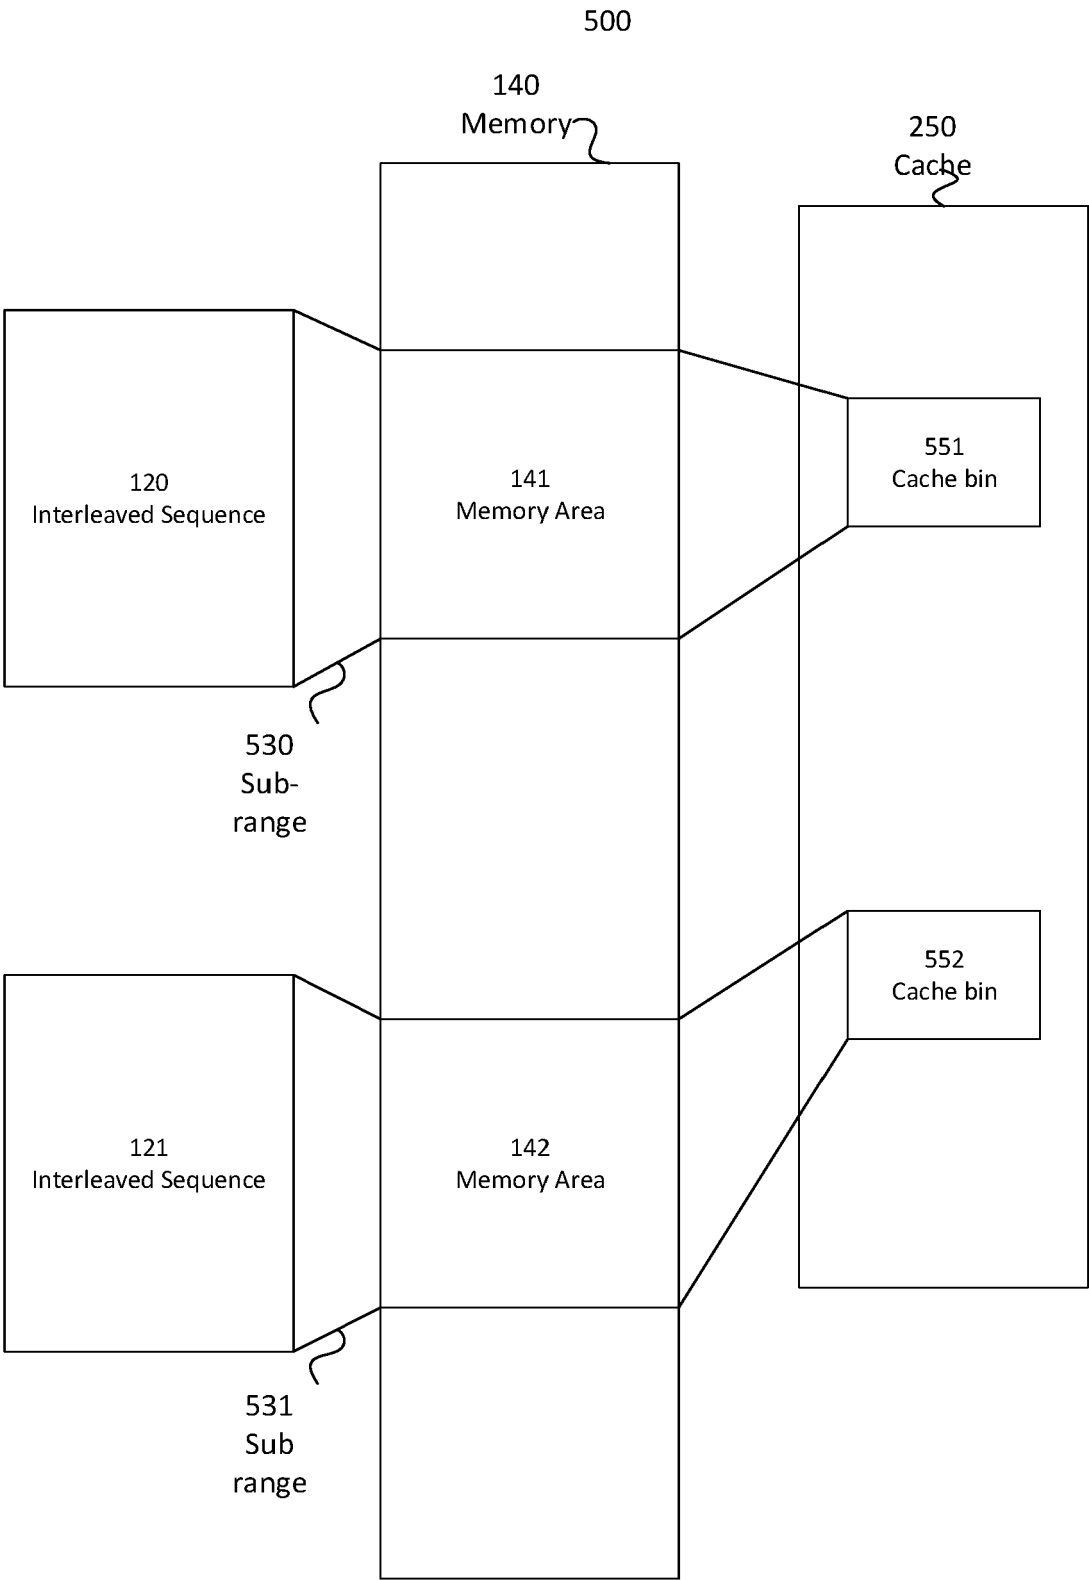 500
140
Memory
250
Cache
120
Interleaved Sequence
141
Memory Area
551
Cache bin
530
Sub-
range
552
Cache bin
121
Interleaved Sequence
142
Memory Area
531
Sub
range